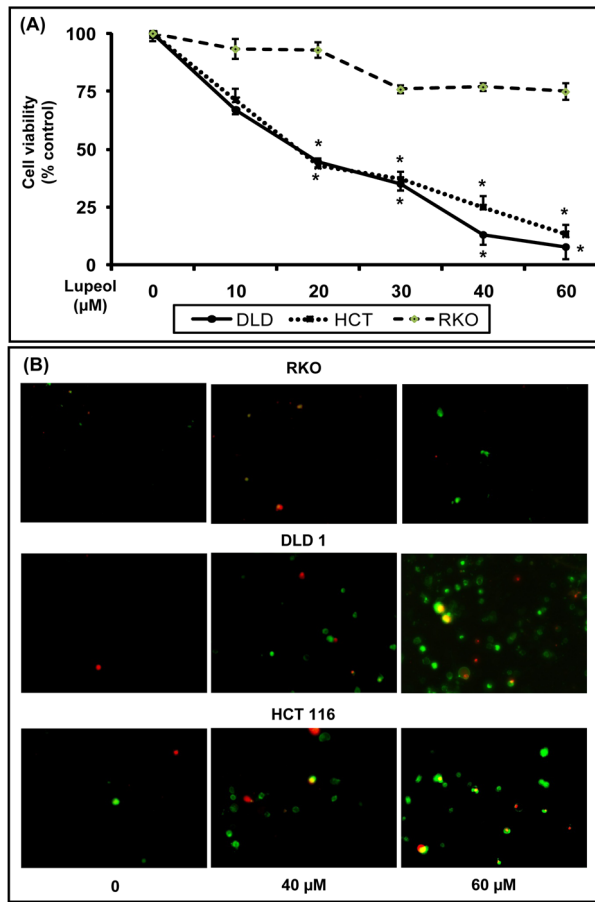 (A)
100
75
50
25
0
Cell viability
(% control)
* * * * * * * *
Lupeol
(µM)
0 10 20 30 40 60
DLD HCT RKO
(B)
RKO
DLD 1
HCT 116
0 40 µM 60 µM